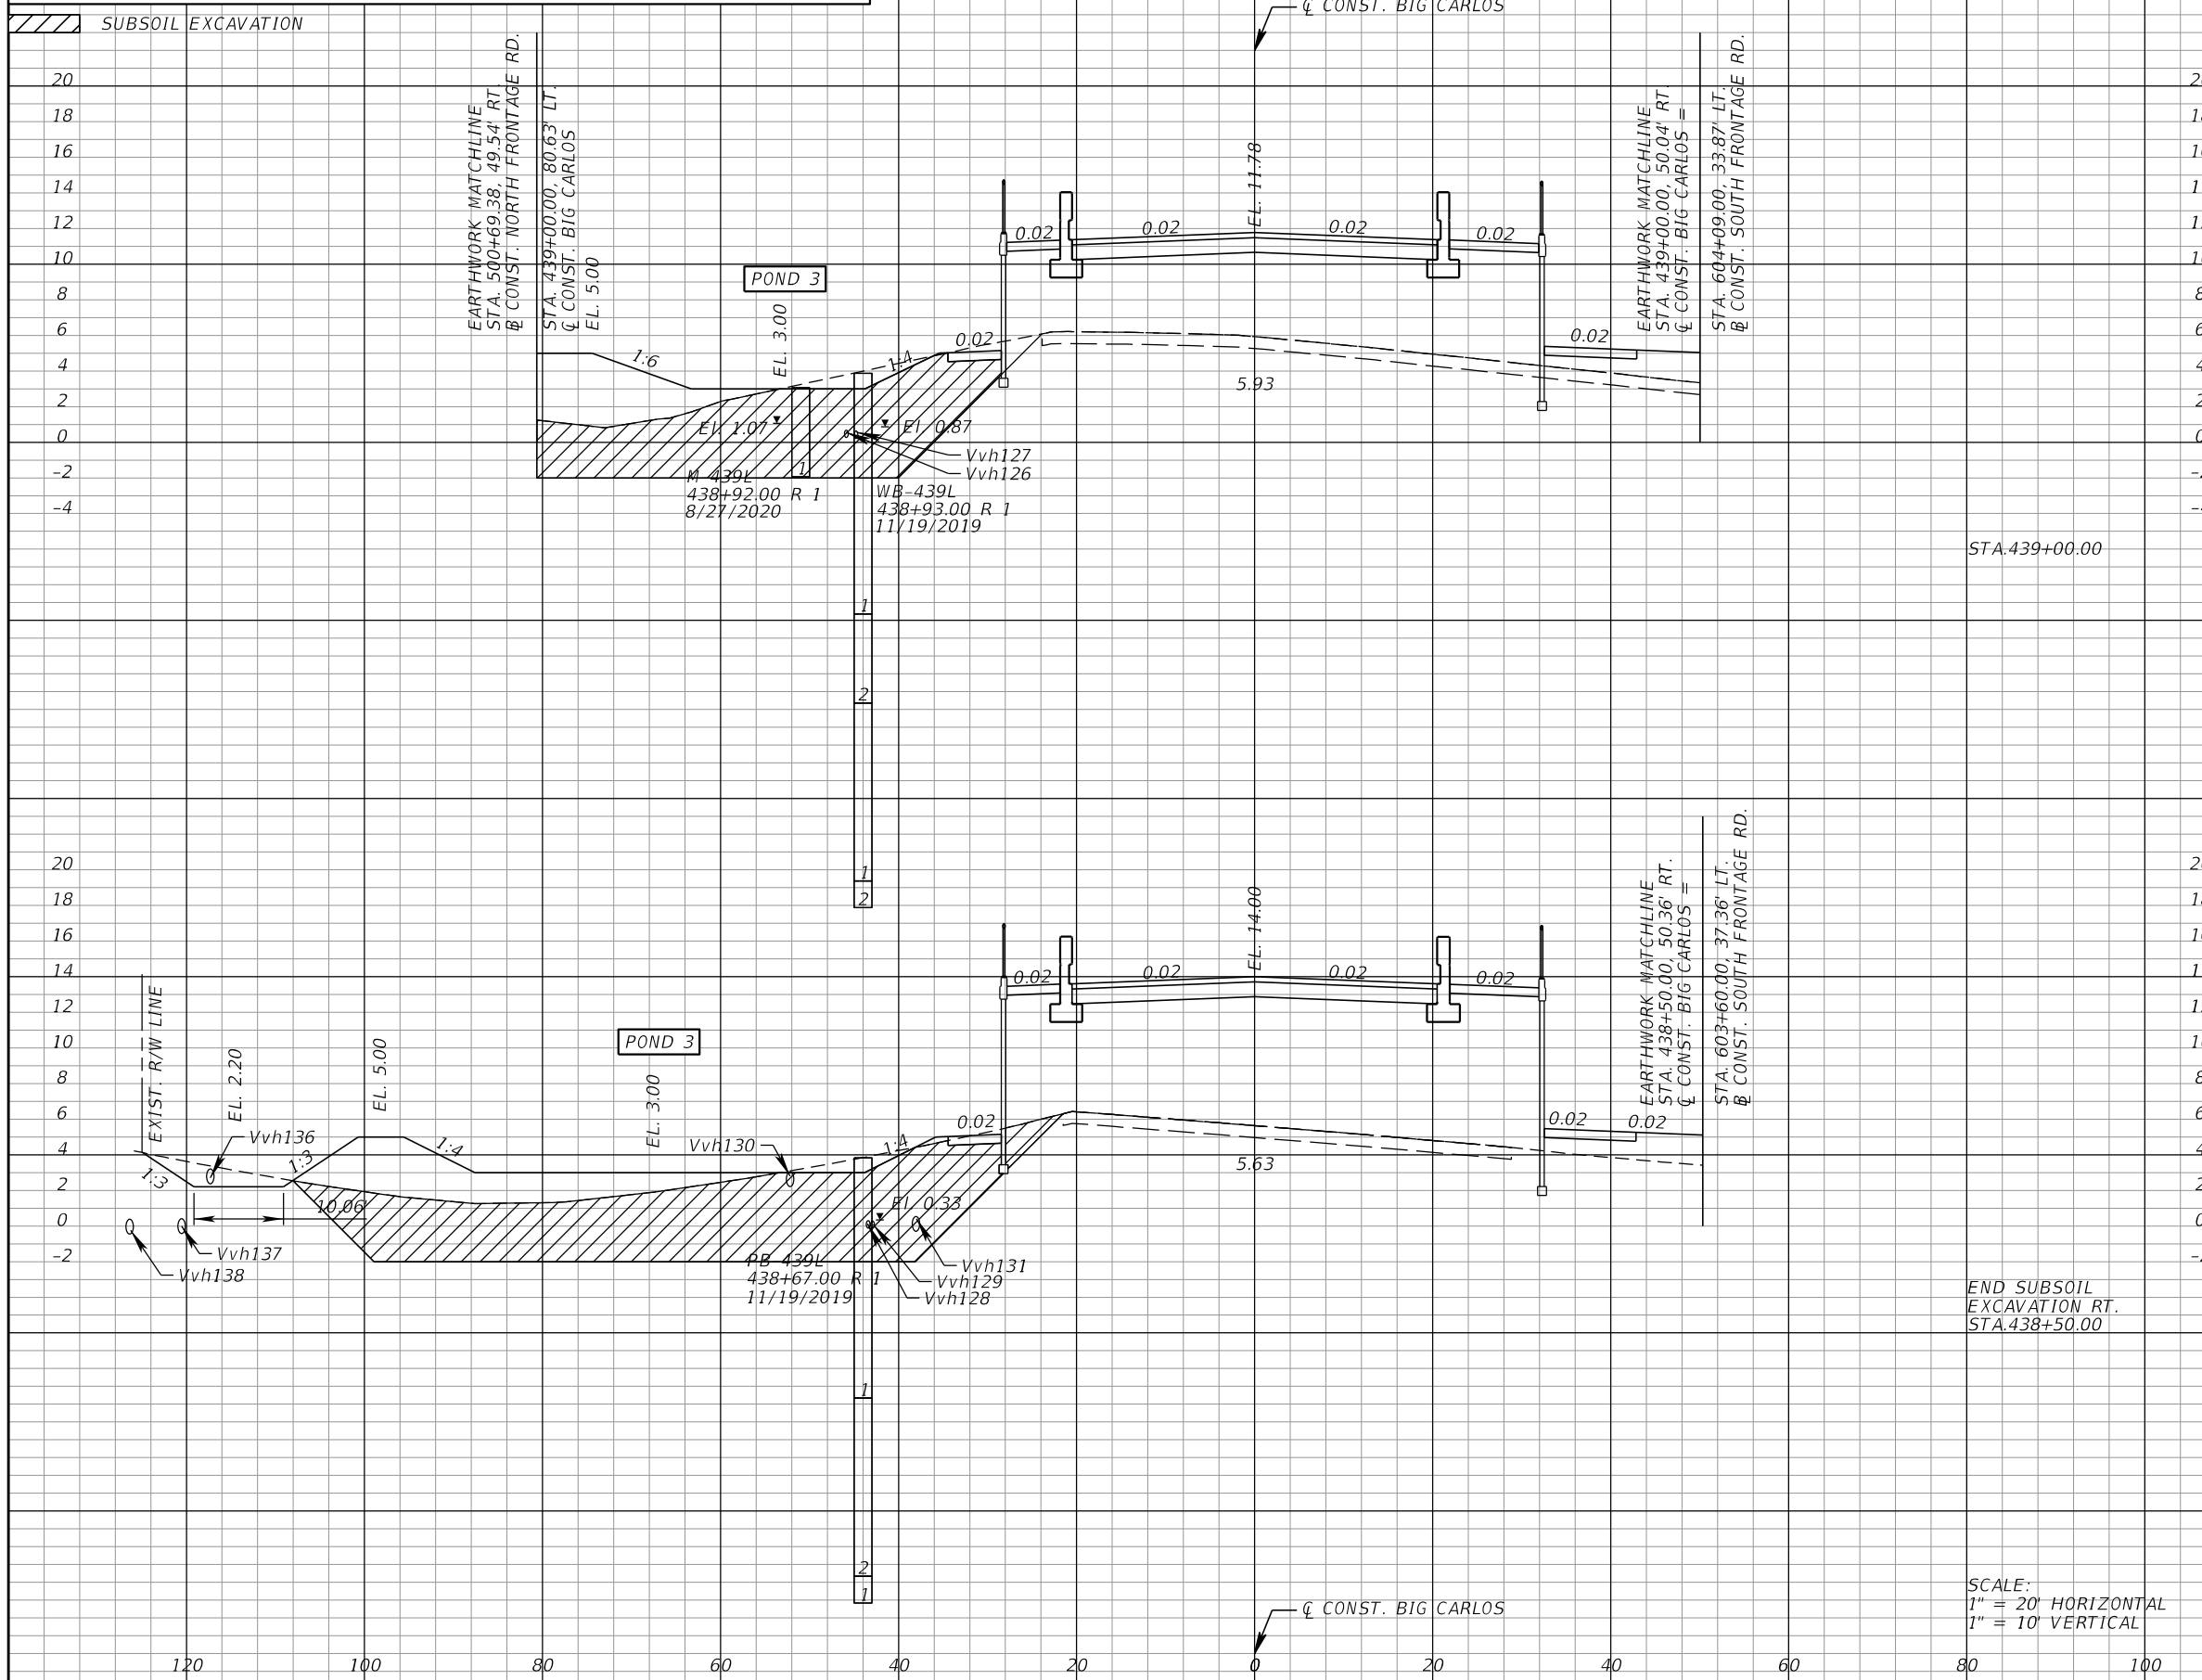 ℄ CONST. BIG CARLOS
SUBSOIL EXCAVATION
20
18
16
14
12
10
8
6
4
2
0
-2
-4
EARTHWORK MATCHLINE
STA. 500+69.38, 49.54' RT.
B CONST. NORTH FRONTAGE RD.
STA. 439+00.00, 80.63' LT.
℄ CONST. BIG CARLOS
EL. 5.00
1:6
POND 3
EL. 3.00
1:4
0.02
0.02
0.02
EL. 11.78
0.02
0.02
0.02
5.93
EARTHWORK MATCHLINE
STA. 439+00.00, 50.04' RT.
℄ CONST. BIG CARLOS =
STA. 604+09.00, 33.87' LT.
B CONST. SOUTH FRONTAGE RD.
El. 1.07
El. 0.87
Vvh127
Vvh126
1
M-439L
438+92.00 R 1
8/27/2020
WB-439L
438+93.00 R 1
11/19/2019
1
2
1
2
STA.439+00.00
20
18
16
14
12
10
8
6
4
2
0
-2
EXIST. R/W LINE
EL. 2.20
EL. 5.00
POND 3
EL. 3.00
Vvh136
1:3
1:3
1:4
10.06'
Vvh137
Vvh138
Vvh130
1:4
0.02
0.02
0.02
EL. 14.00
0.02
0.02
0.02
0.02
5.63
El. 0.33
Vvh131
Vvh129
Vvh128
PB-439L
438+67.00 R 1
11/19/2019
1
2
1
EARTHWORK MATCHLINE
STA. 438+50.00, 50.36' RT.
℄ CONST. BIG CARLOS =
STA. 603+60.00, 37.36' LT.
B CONST. SOUTH FRONTAGE RD.
END SUBSOIL
EXCAVATION RT.
STA.438+50.00
SCALE:
1" = 20' HORIZONTAL
1" = 10' VERTICAL
℄ CONST. BIG CARLOS
120
100
80
60
40
20
0
20
40
60
80
100